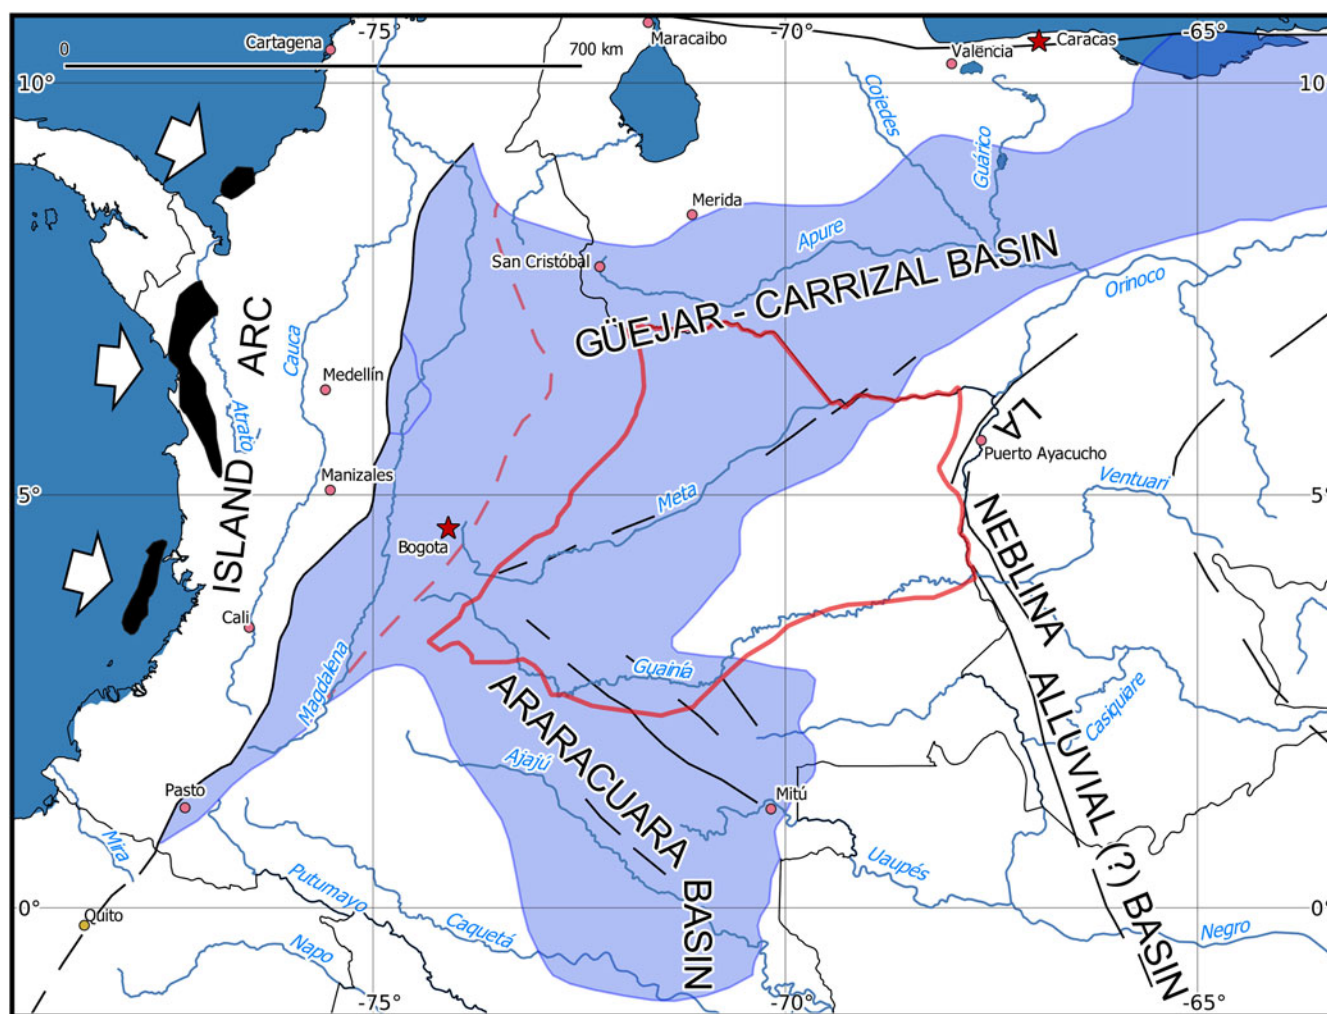 -75°
-70°
-65°
Cartagena
Maracaibo
Valencia
Caracas
0
700 km
10°
10
Cojedes
Guárico
Merida
Apure
San Cristóbal
Orinoco
GÜEJAR - CARRIZAL BASIN
ISLAND ARC
Cauca
Atrato
Medellín
Manizales
LA NEBLINA ALLUVIAL (?) BASIN
Puerto Ayacucho
Ventuari
5°
5°
Meta
Bogota
Cali
Magdalena
Guainía
ARARACUARA BASIN
Ajajú
Casiquiare
Pasto
Mitú
Mira
Putumayo
Uaupés
0°
0°
Quito
Caquetá
Napo
Negro
-75°
-70°
-65°